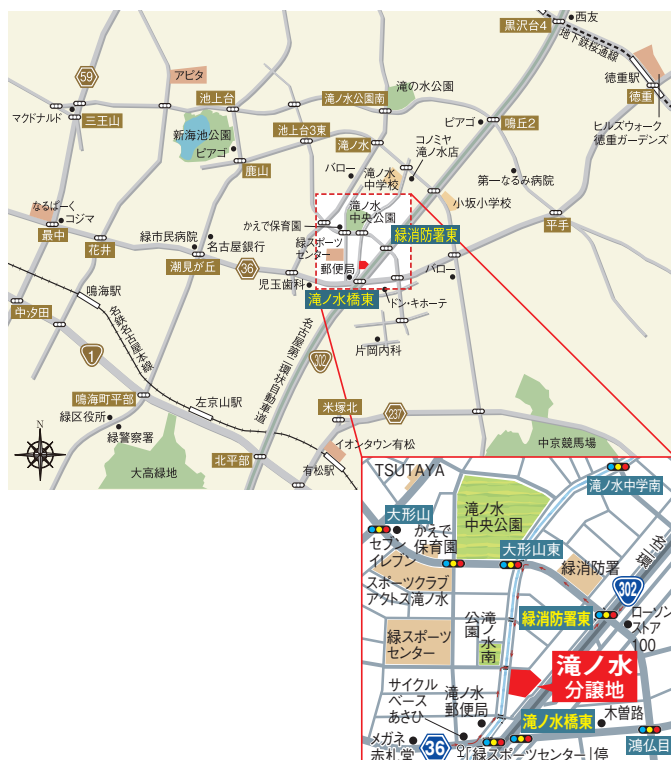 黒沢台4
西友
地下鉄桜通線
徳重駅
徳重
ヒルズウォーク
徳重ガーデンズ
59
アピタ
池上台
滝ノ水公園南
滝の水公園
マクドナルド
三王山
新海池公園
ピアゴ
池上台3東
滝ノ水
ピアゴ
鳴丘2
コノミヤ
滝ノ水店
鹿山
バロー
滝ノ水
中学校
第一なるみ病院
なるぱーく
コジマ
最中
花井
滝ノ水
中央公園
小坂小学校
平手
かえで保育園
緑市民病院
名古屋銀行
緑スポーツ
センター
緑消防署東
潮見が丘
36
郵便局
バロー
児玉歯科
滝ノ水橋東
ドン・キホーテ
鳴海駅
中汐田
名鉄名古屋本線
1
名古屋第二環状自動車道
302
片岡内科
鳴海町平部
左京山駅
米塚北
237
N
緑区役所
緑警察署
北平部
イオンタウン有松
有松駅
大高緑地
中京競馬場
TSUTAYA
滝ノ水中学南
大形山
滝ノ水
中央公園
セブン
イレブン
かえで
保育園
大形山東
名二環
緑消防署
302
スポーツクラブ
アクトス滝ノ水
緑消防署東
ローソン
ストア
100
滝ノ水南
公園
緑スポーツ
センター
滝ノ水
分譲地
サイクル
ベース
あさひ
滝ノ水
郵便局
滝ノ水橋東
木曽路
メガネ
赤札堂
36
「緑スポーツセンター」停
鴻仏目